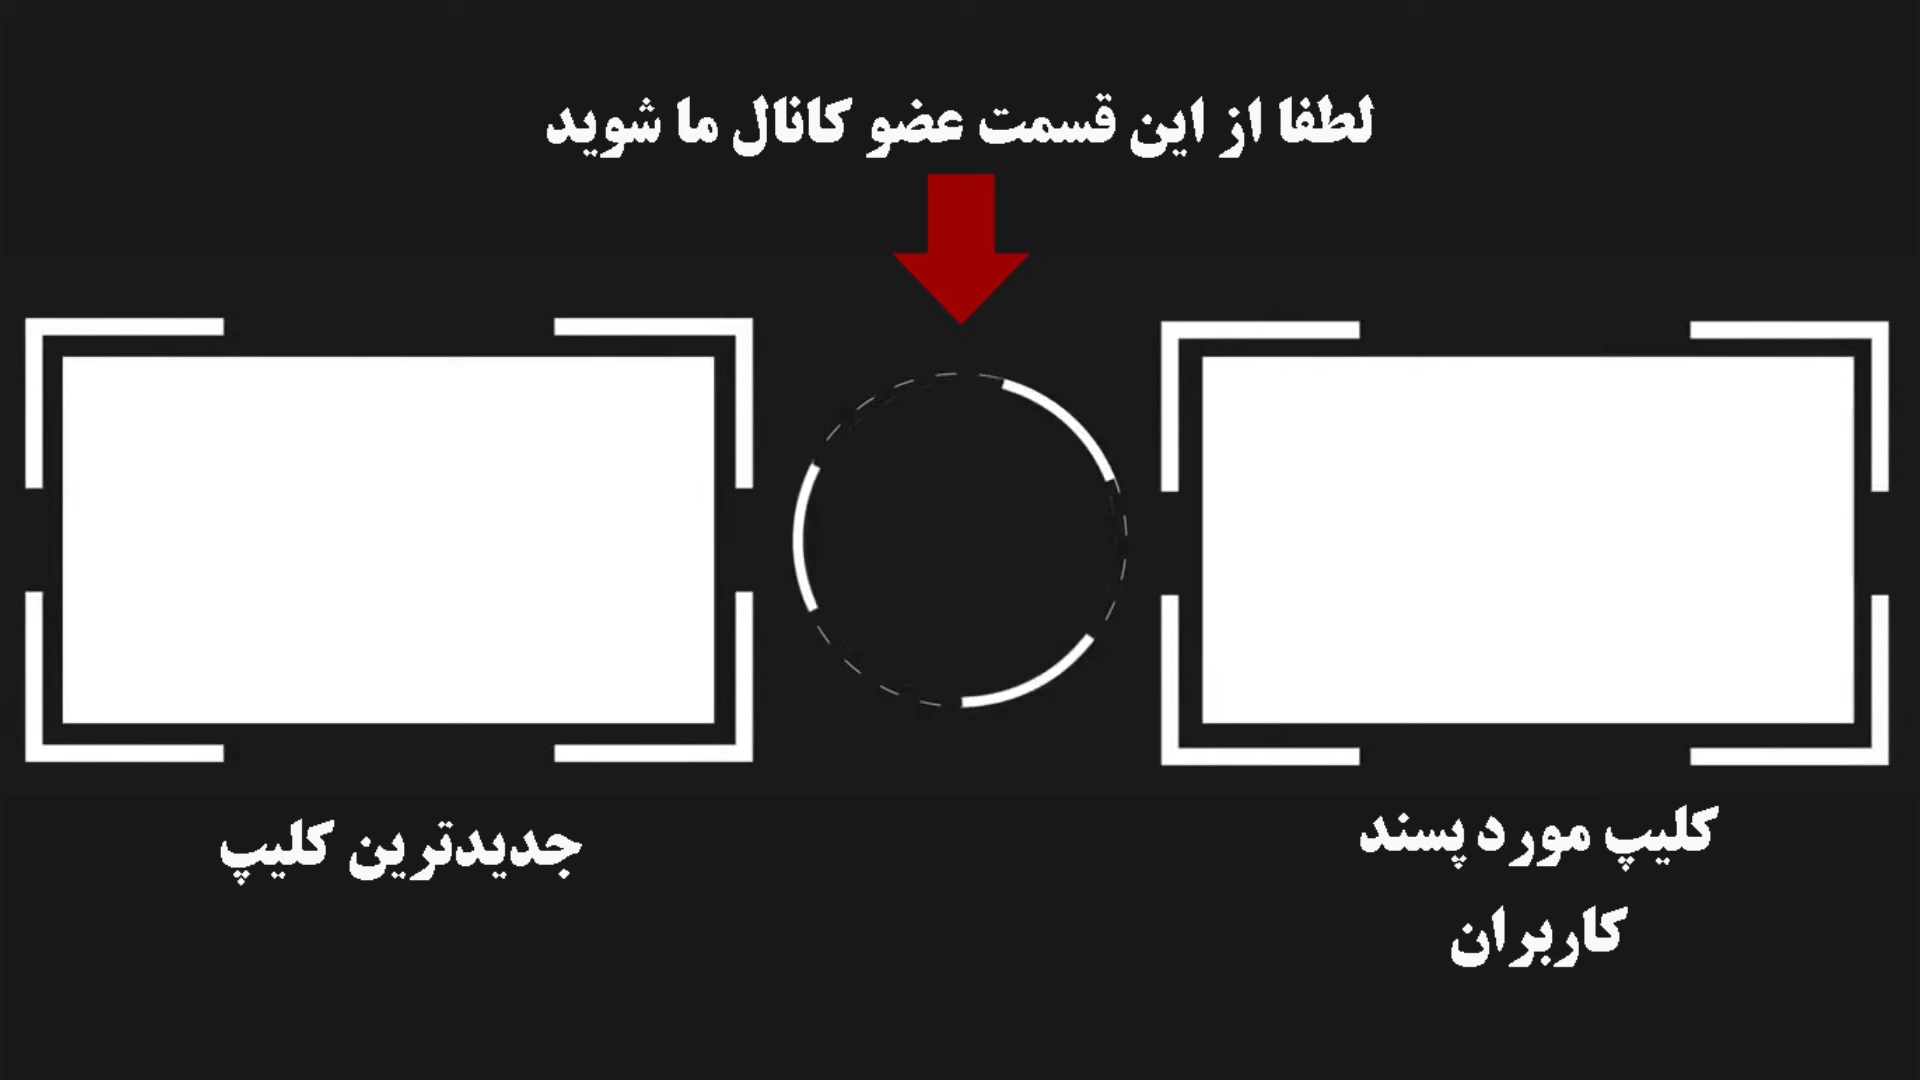 لطفا از این قسمت عضو کانال ما شوید
کلیپ مورد پسند
کاربران
جدیدترین کلیپ